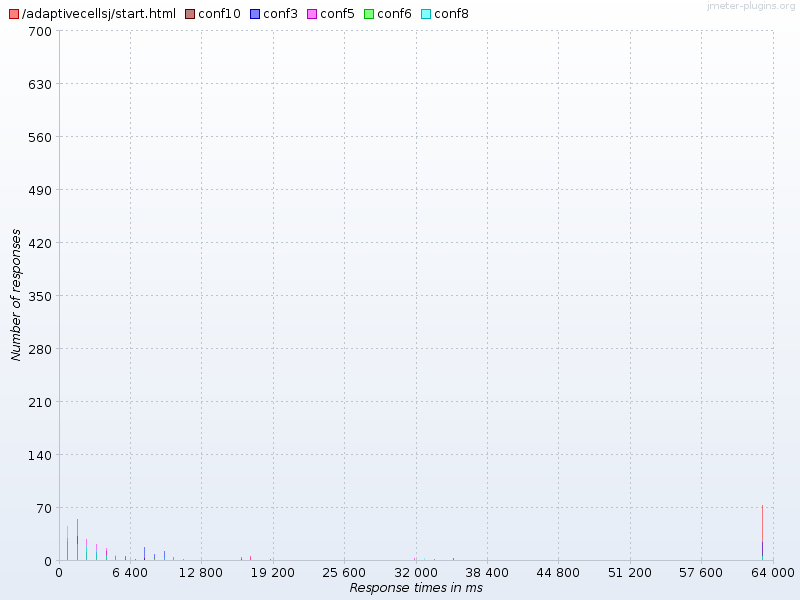 jmeter-plugins.org
/adaptivecellsj/start.html conf10 conf3 conf5 conf6 conf8
700
630
560
490
420
350
280
210
140
70
0
Number of responses
0 6 400 12 800 19 200 25 600 32 000 38 400 44 800 51 200 57 600 64 000
Response times in ms